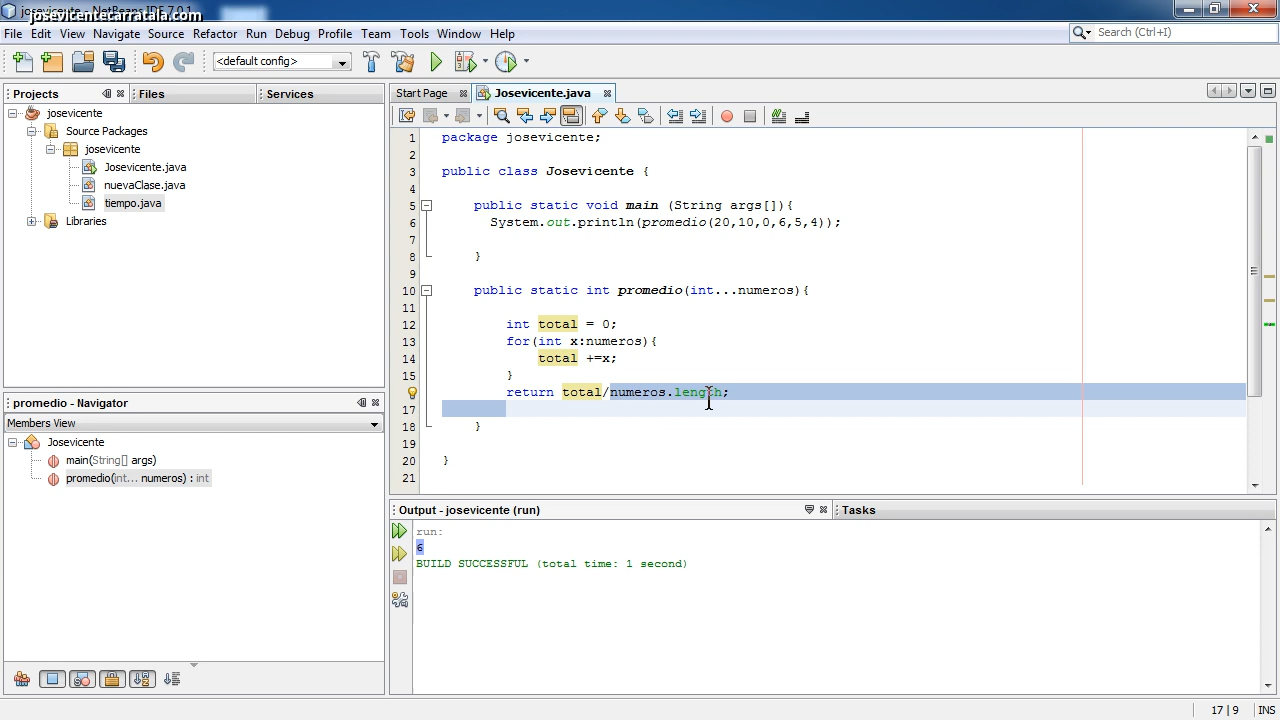 josevicente - NetBeans IDE 7.0.1
josevicentecarratala.com
File Edit View Navigate Source Refactor Run Debug Profile Team Tools Window Help
Search (Ctrl+I)
<default config>
Projects Files Services
josevicente
Source Packages
josevicente
Josevicente.java
nuevaClase.java
tiempo.java
Libraries
promedio - Navigator
Members View
Josevicente
main(String[] args)
promedio(int... numeros) : int
Start Page Josevicente.java
1 package josevicente;
2
3 public class Josevicente {
4
5 public static void main (String args[]){
6 System.out.println(promedio(20,10,0,6,5,4));
7
8 }
9
10 public static int promedio(int...numeros){
11
12 int total = 0;
13 for(int x:numeros){
14 total +=x;
15 }
return total/numeros.length;
17
18 }
19
20 }
21
Output - josevicente (run) Tasks
run:
6
BUILD SUCCESSFUL (total time: 1 second)
17 | 9 INS